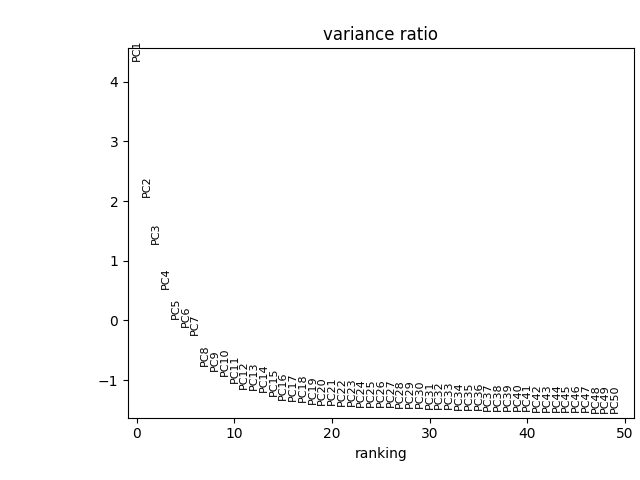 variance ratio
4
3
2
1
0
−1
PC1
PC2
PC3
PC4
PC5
PC6
PC7
PC8
PC9
PC10
PC11
PC12
PC13
PC14
PC15
PC16
PC17
PC18
PC19
PC20
PC21
PC22
PC23
PC24
PC25
PC26
PC27
PC28
PC29
PC30
PC31
PC32
PC33
PC34
PC35
PC36
PC37
PC38
PC39
PC40
PC41
PC42
PC43
PC44
PC45
PC46
PC47
PC48
PC49
PC50
0 10 20 30 40 50
ranking